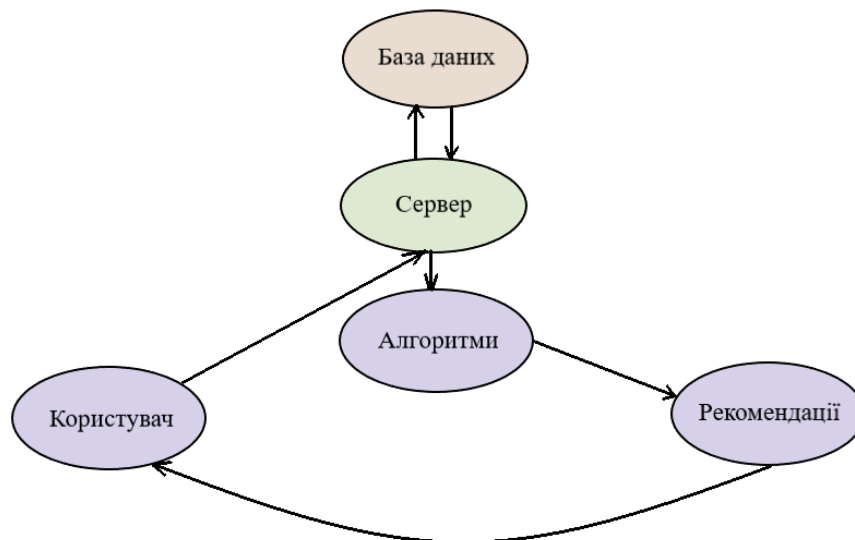 База даних
Сервер
Алгоритми
Користувач
Рекомендації